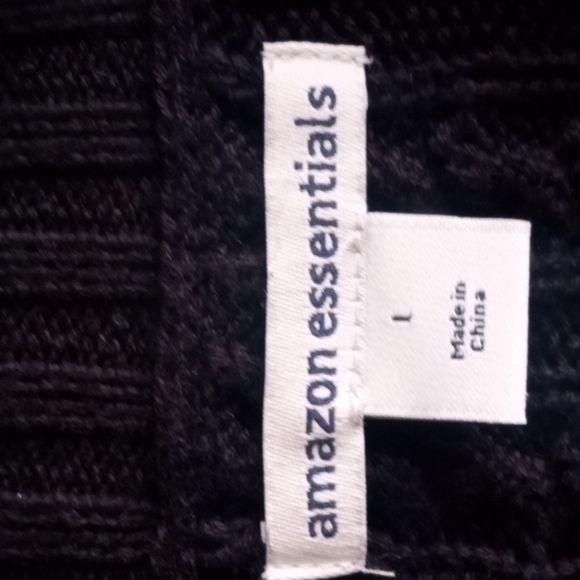 amazon essentials
L
Made in
China